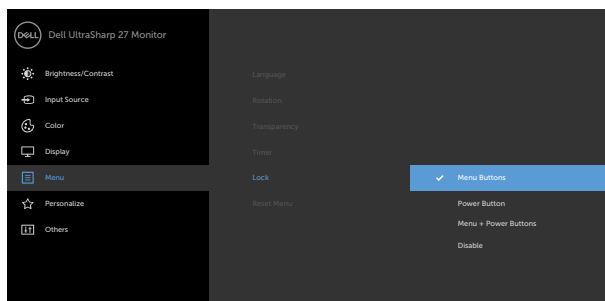 DELL Dell UltraSharp 27 Monitor
Brightness/Contrast
Input Source
Color
Display
Menu
Personalize
Others
Language
Rotation
Transparency
Timer
Lock
Reset Menu
Menu Buttons
Power Button
Menu + Power Buttons
Disable